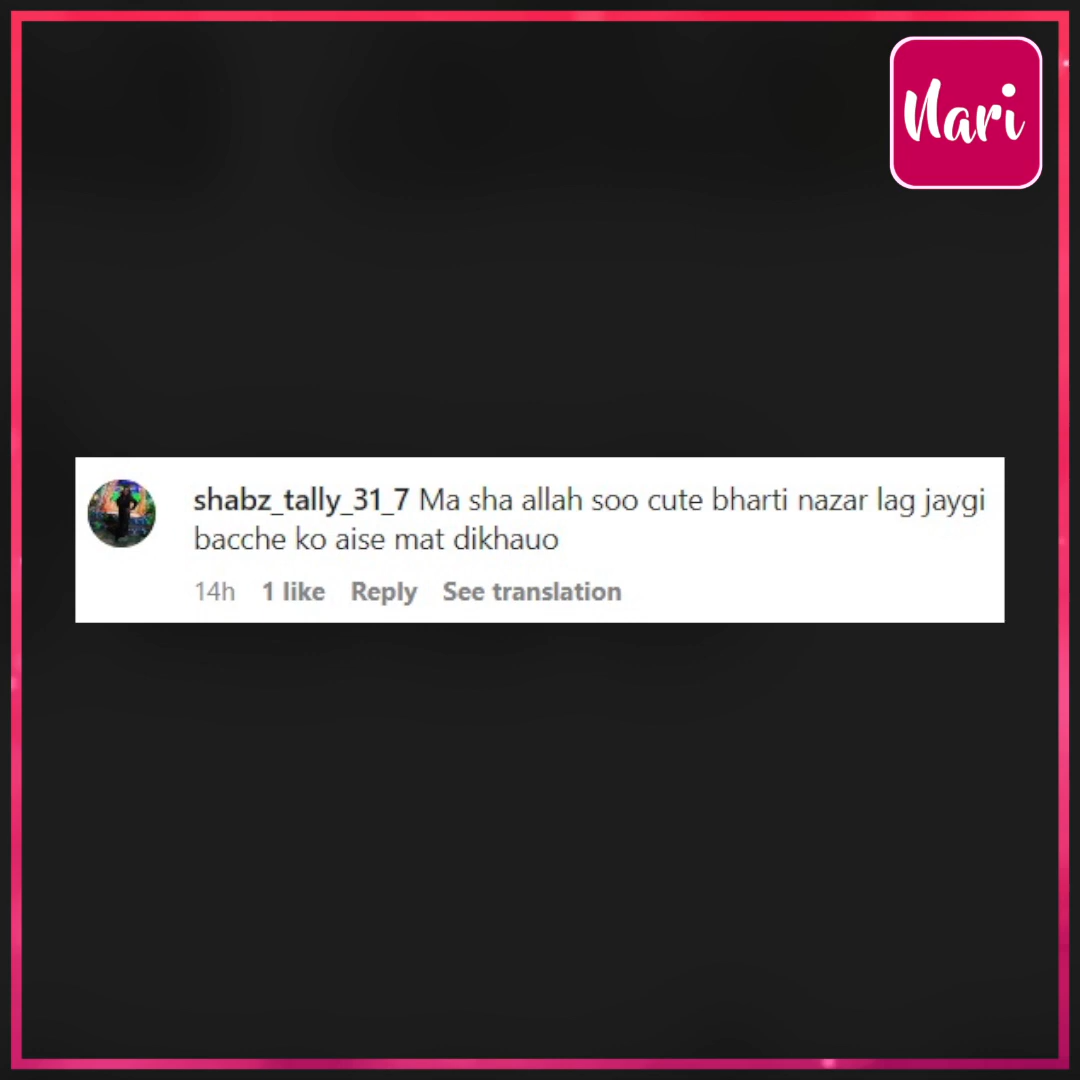 Nari
shabz_tally_31_7 Ma sha allah soo cute bharti nazar lag jaygi
bacche ko aise mat dikhauo
14h 1 like Reply See translation